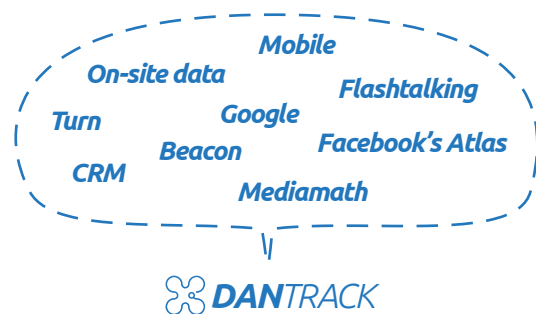 Mobile
On-site data
Flashtalking
Turn
Google
Beacon
Facebook’s Atlas
CRM
Mediamath
DANTRACK